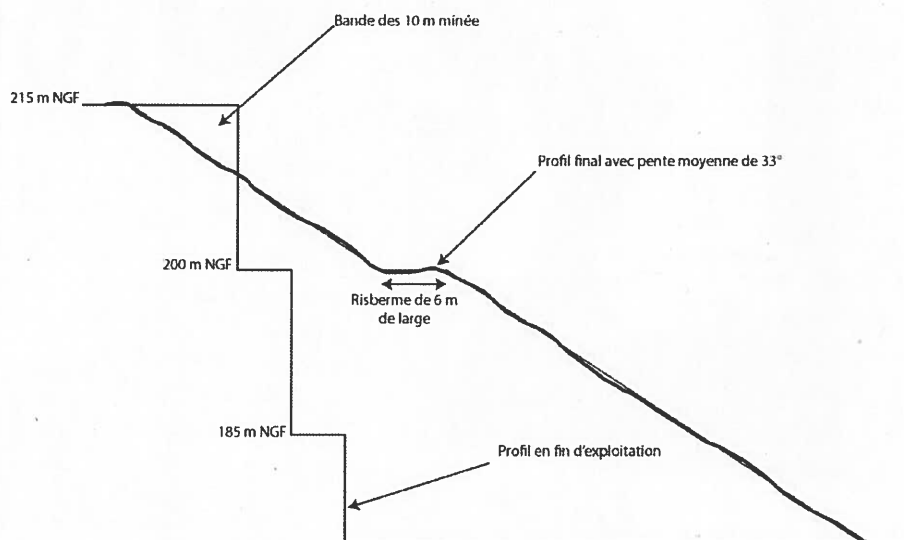 Bande des 10 m minée
215 m NGF
Profil final avec pente moyenne de 33°
200 m NGF
Risberme de 6 m
de large
185 m NGF
Profil en fin d'exploitation